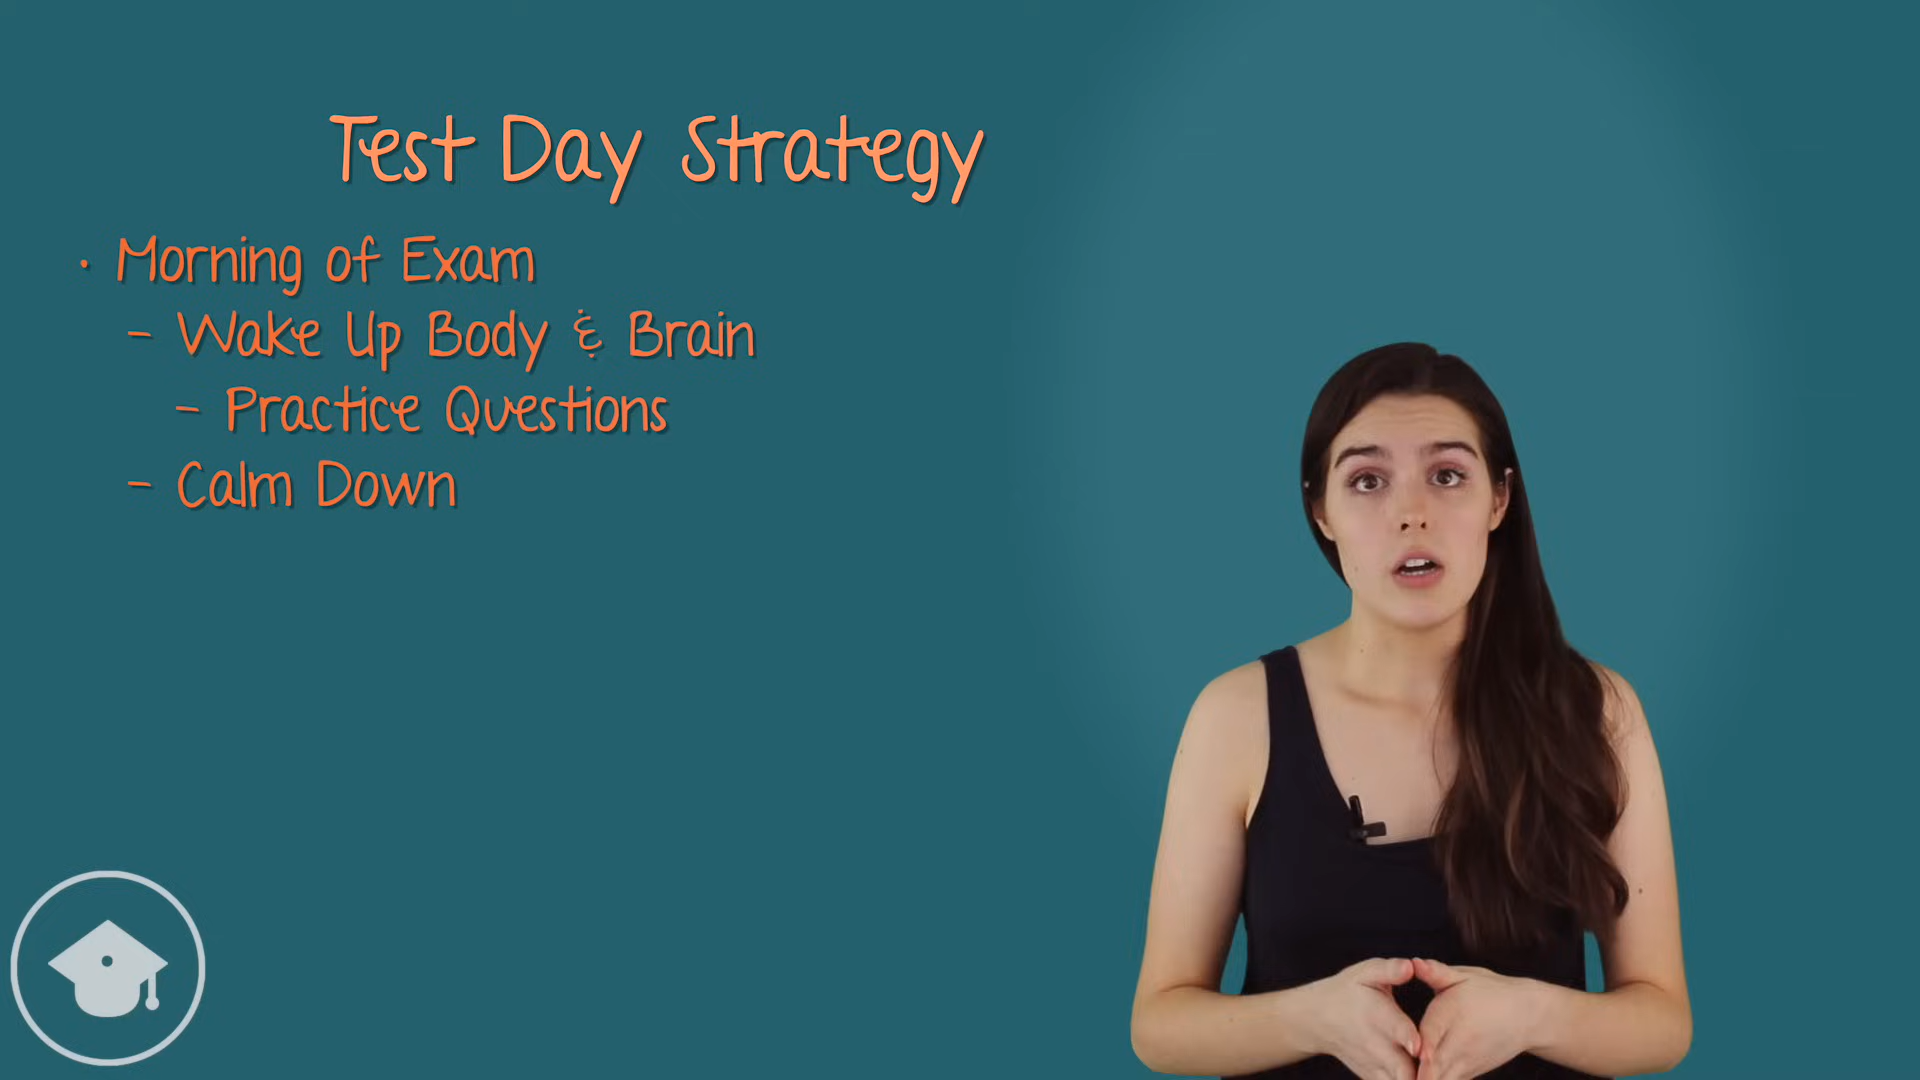 Test Day Strategy
• Morning of Exam
– Wake Up Body & Brain
– Practice Questions
– Calm Down